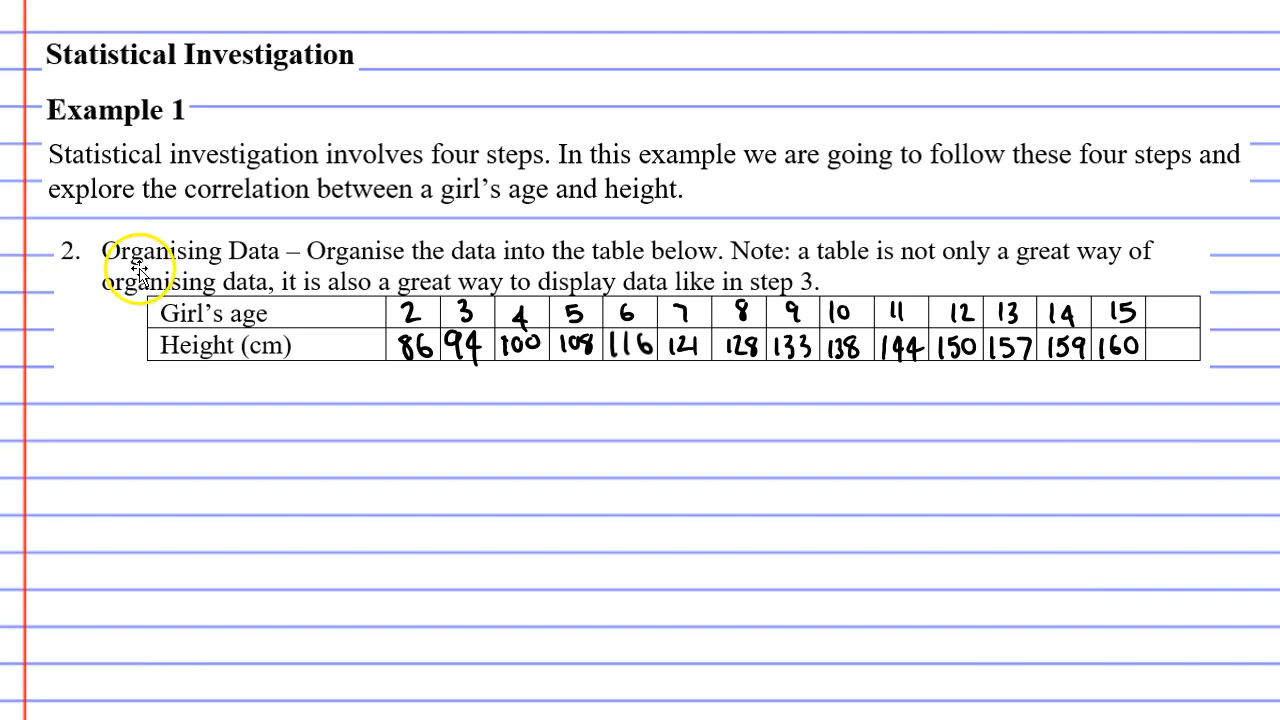 Statistical Investigation
Example 1
Statistical investigation involves four steps. In this example we are going to follow these four steps and
explore the correlation between a girl's age and height.
2. Organising Data – Organise the data into the table below. Note: a table is not only a great way of
organising data, it is also a great way to display data like in step 3.
Girl's age 2 3 4 5 6 7 8 9 10 11 12 13 14 15
Height (cm) 86 94 100 108 116 121 128 133 138 144 150 157 159 160